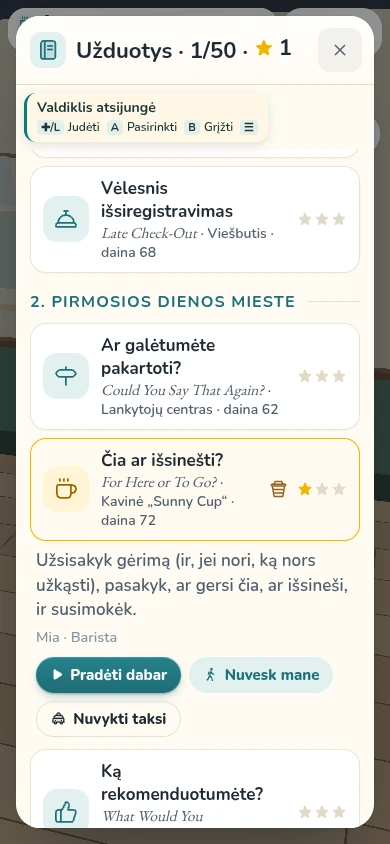 Užduotys · 1/50 · 1
Valdiklis atsijungė
Judėti A Pasirinkti B Grįžti
Vėlesnis
išsiregistravimas
Late Check-Out · Viešbutis ·
daina 68
2. PIRMOSIOS DIENOS MIESTE
Ar galėtumėte
pakartoti?
Could You Say That Again? ·
Lankytojų centras · daina 62
Čia ar išsinešti?
For Here or To Go? ·
Kavinė „Sunny Cup“ ·
daina 72
Užsisakyk gėrimą (ir, jei nori, ką nors
užkąsti), pasakyk, ar gersi čia, ar išsineši,
ir susimokėk.
Mia · Barista
Pradėti dabar
Nuvesk mane
Nuvykti taksi
Ką
rekomenduotumėte?
What Would You